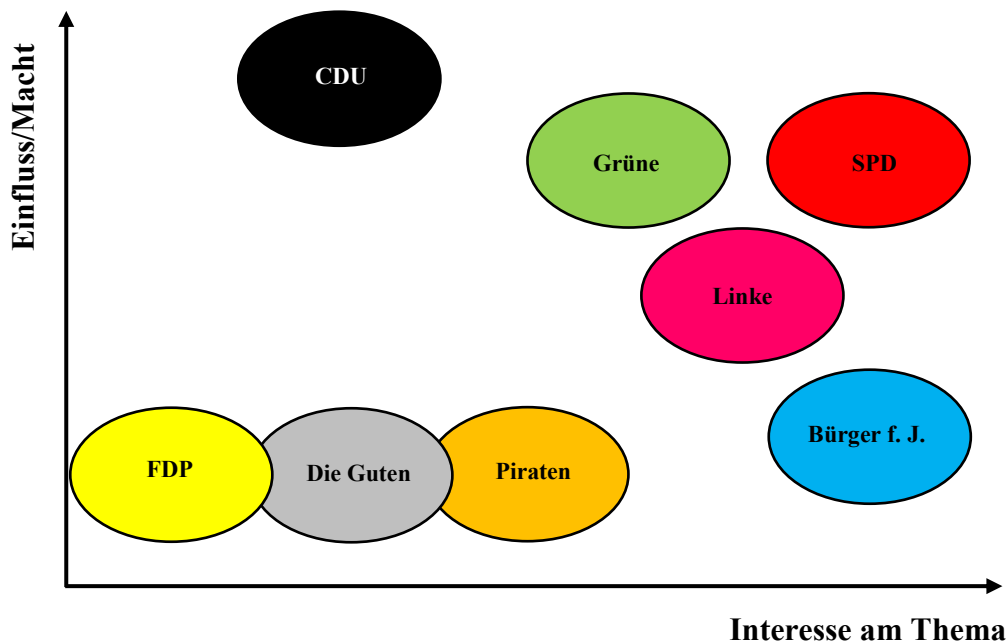 Einfluss/Macht
CDU
Grüne
SPD
Linke
Bürger f. J.
FDP
Die Guten
Piraten
Interesse am Thema